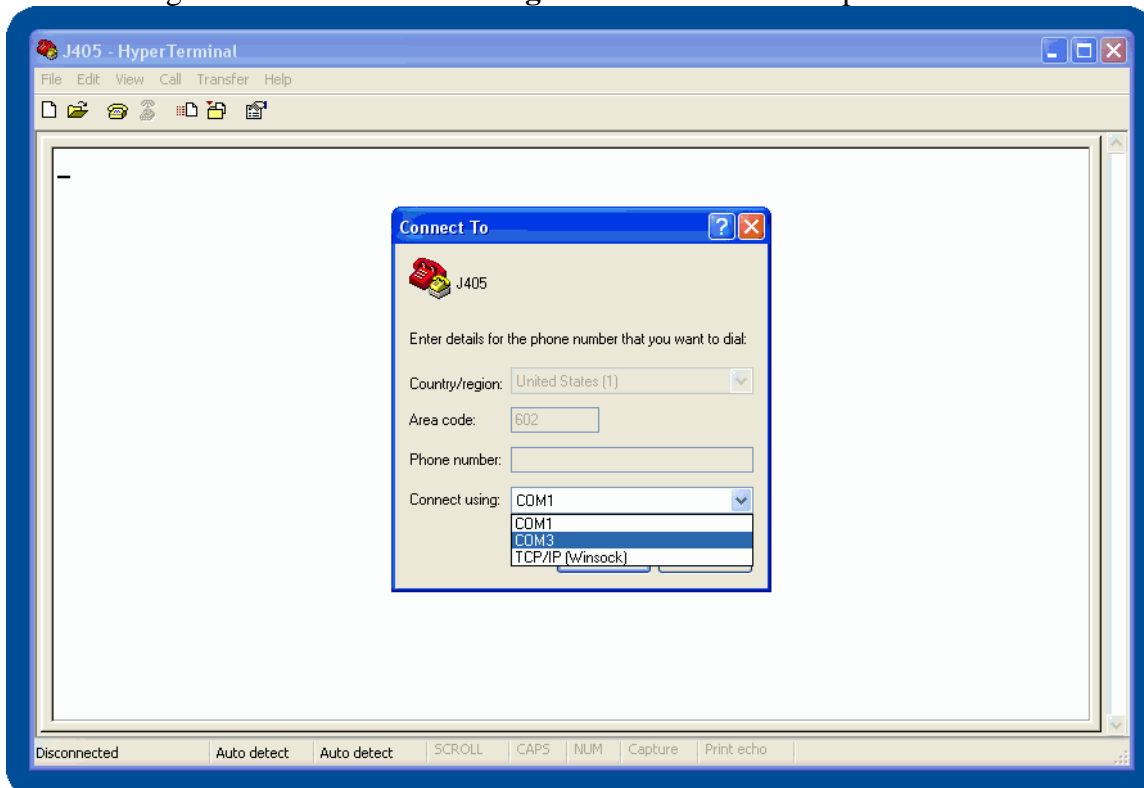 J405 - HyperTerminal
File Edit View Call Transfer Help
Connect To
J405
Enter details for the phone number that you want to dial:
Country/region: United States (1)
Area code: 602
Phone number:
Connect using: COM1
COM1
COM3
TCP/IP (Winsock)
Disconnected Auto detect Auto detect SCROLL CAPS NUM Capture Print echo